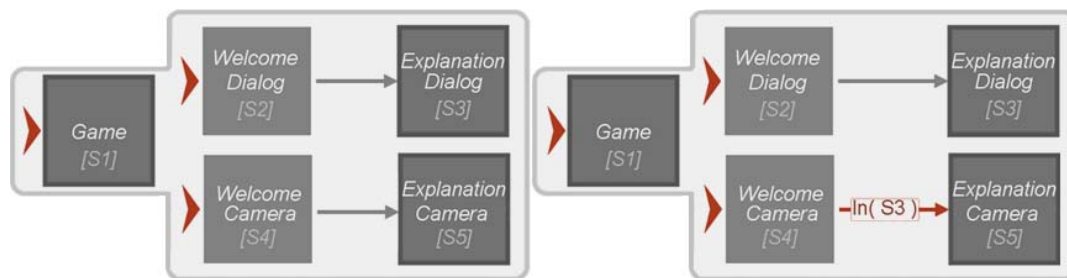 Game
[S1]
Welcome
Dialog
[S2]
Explanation
Dialog
[S3]
Welcome
Camera
[S4]
Explanation
Camera
[S5]
Game
[S1]
Welcome
Dialog
[S2]
Explanation
Dialog
[S3]
Welcome
Camera
[S4]
In( S3 )
Explanation
Camera
[S5]